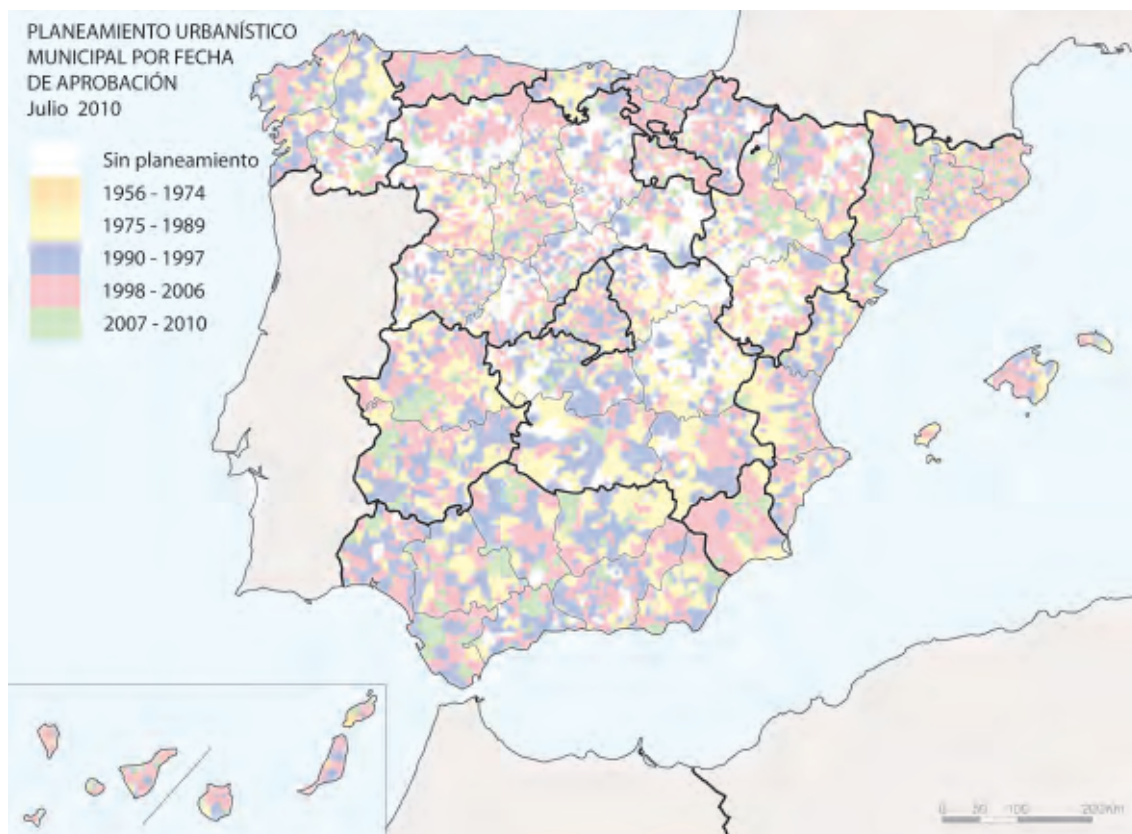 PLANEAMIENTO URBANÍSTICO
MUNICIPAL POR FECHA
DE APROBACIÓN
Julio 2010
Sin planeamiento
1956 - 1974
1975 - 1989
1990 - 1997
1998 - 2006
2007 - 2010
0 50 100 200Km